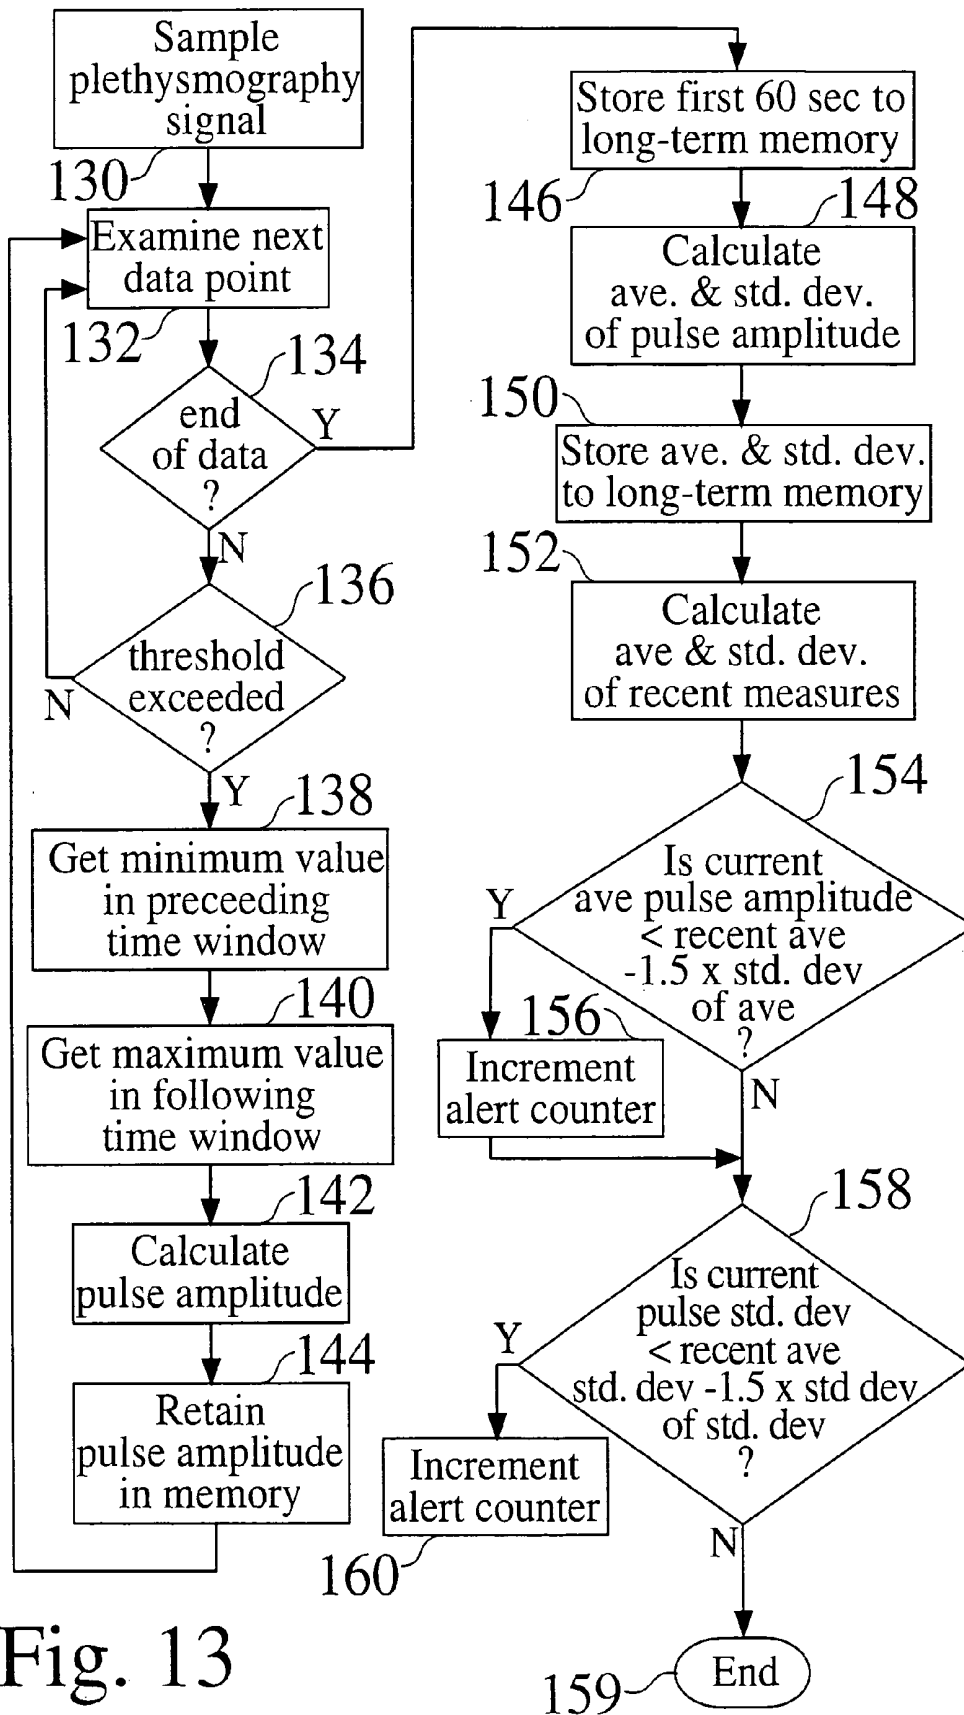 Sample
plethysmography
signal
130
Examine next
data point
132
134
end
of data
?
Y
N
136
threshold
exceeded
?
N
Y
138
Get minimum value
in preceeding
time window
140
Get maximum value
in following
time window
142
Calculate
pulse amplitude
144
Retain
pulse amplitude
in memory
Store first 60 sec to
long-term memory
146
148
Calculate
ave. & std. dev.
of pulse amplitude
150
Store ave. & std. dev.
to long-term memory
152
Calculate
ave & std. dev.
of recent measures
154
Is current
ave pulse amplitude
< recent ave
-1.5 x std. dev
of ave
?
Y
N
156
Increment
alert counter
158
Is current
pulse std. dev
< recent ave
std. dev -1.5 x std dev
of std. dev
?
Y
N
Increment
alert counter
160
End
159
Fig. 13